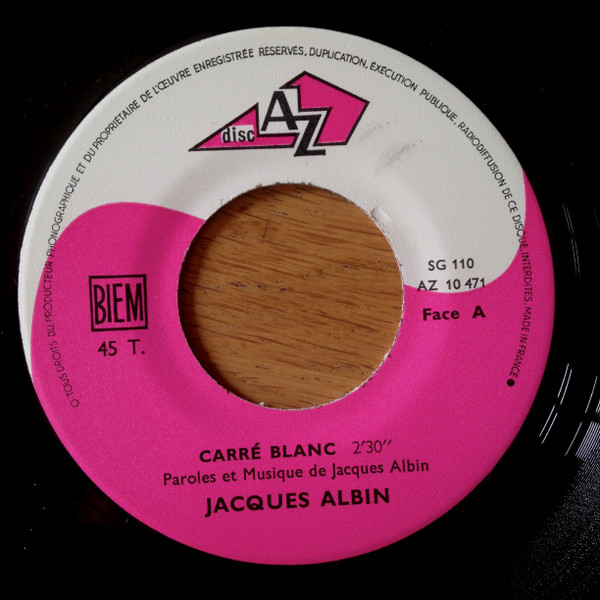 TOUS DROITS DU PRODUCTEUR PHONOGRAPHIQUE ET DU PROPRIÉTAIRE DE L'ŒUVRE ENREGISTRÉE RÉSERVÉS, DUPLICATION, EXÉCUTION PUBLIQUE, RADIODIFFUSION DE CE DISQUE INTERDITES. MADE IN FRANCE
disc AZ
SG 110
AZ 10 471
Face A
BIEM
45 T.
CARRÉ BLANC 2'30''
Paroles et Musique de Jacques Albin
JACQUES ALBIN